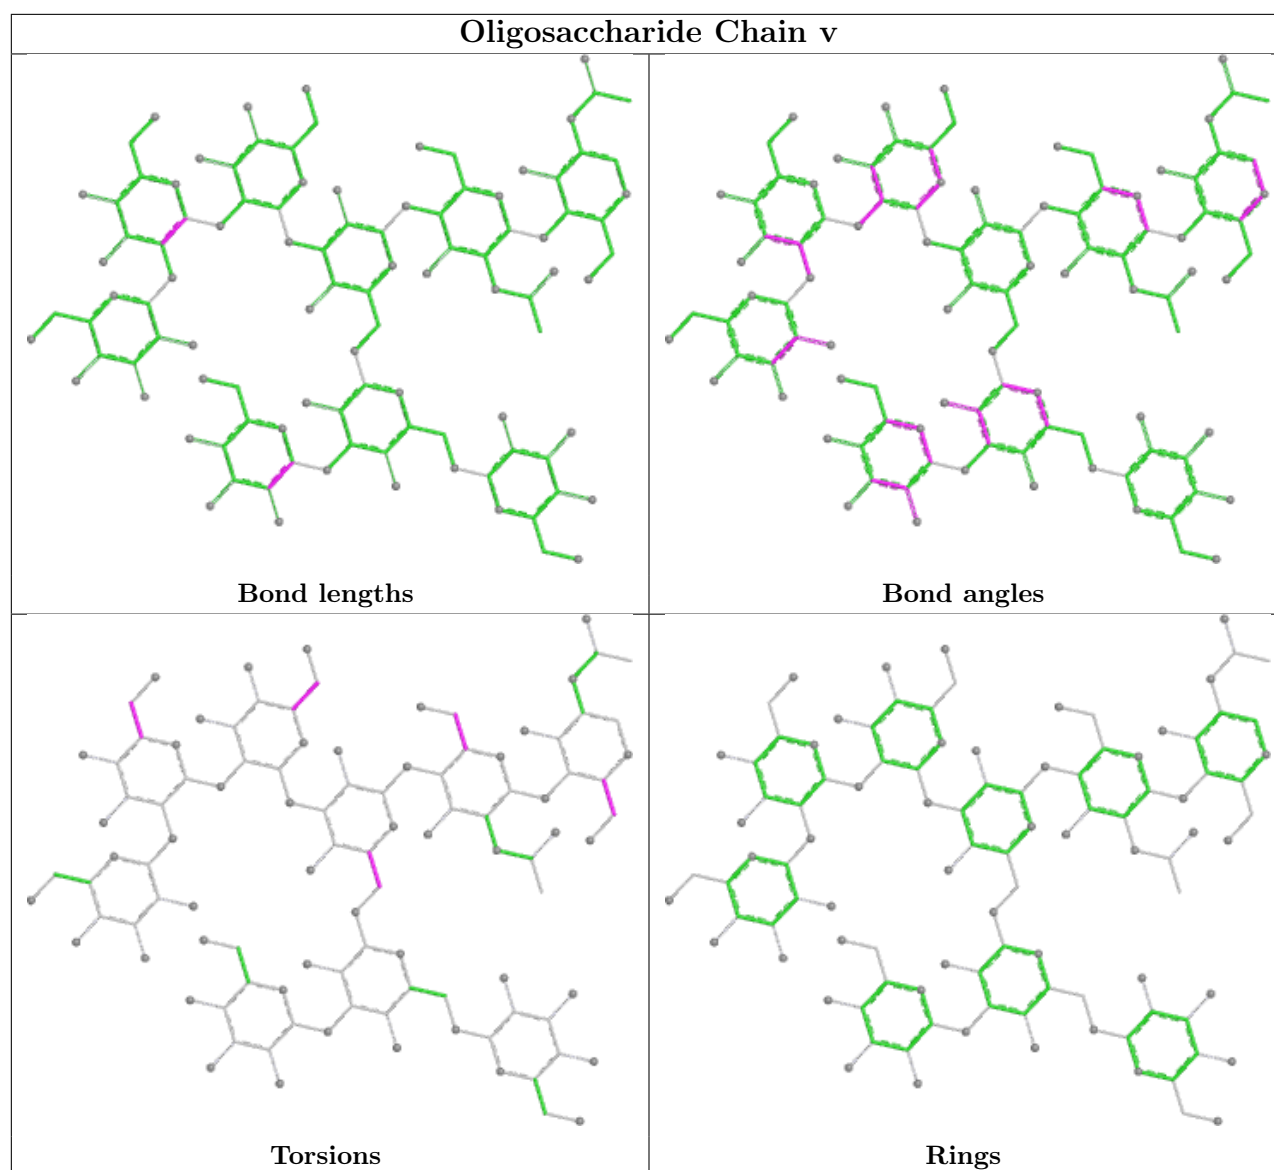 Oligosaccharide Chain v
Bond lengths
Bond angles
Torsions
Rings